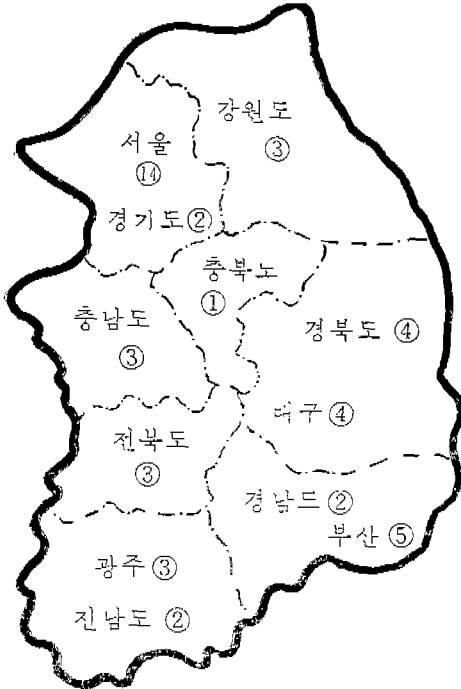 강원도
③
서울
⑭
경기도 ②
충북노
①
충남도
③
경북도 ④
대구 ④
전북도
③
경남드 ②
부산 ⑤
광주 ③
진남도 ②